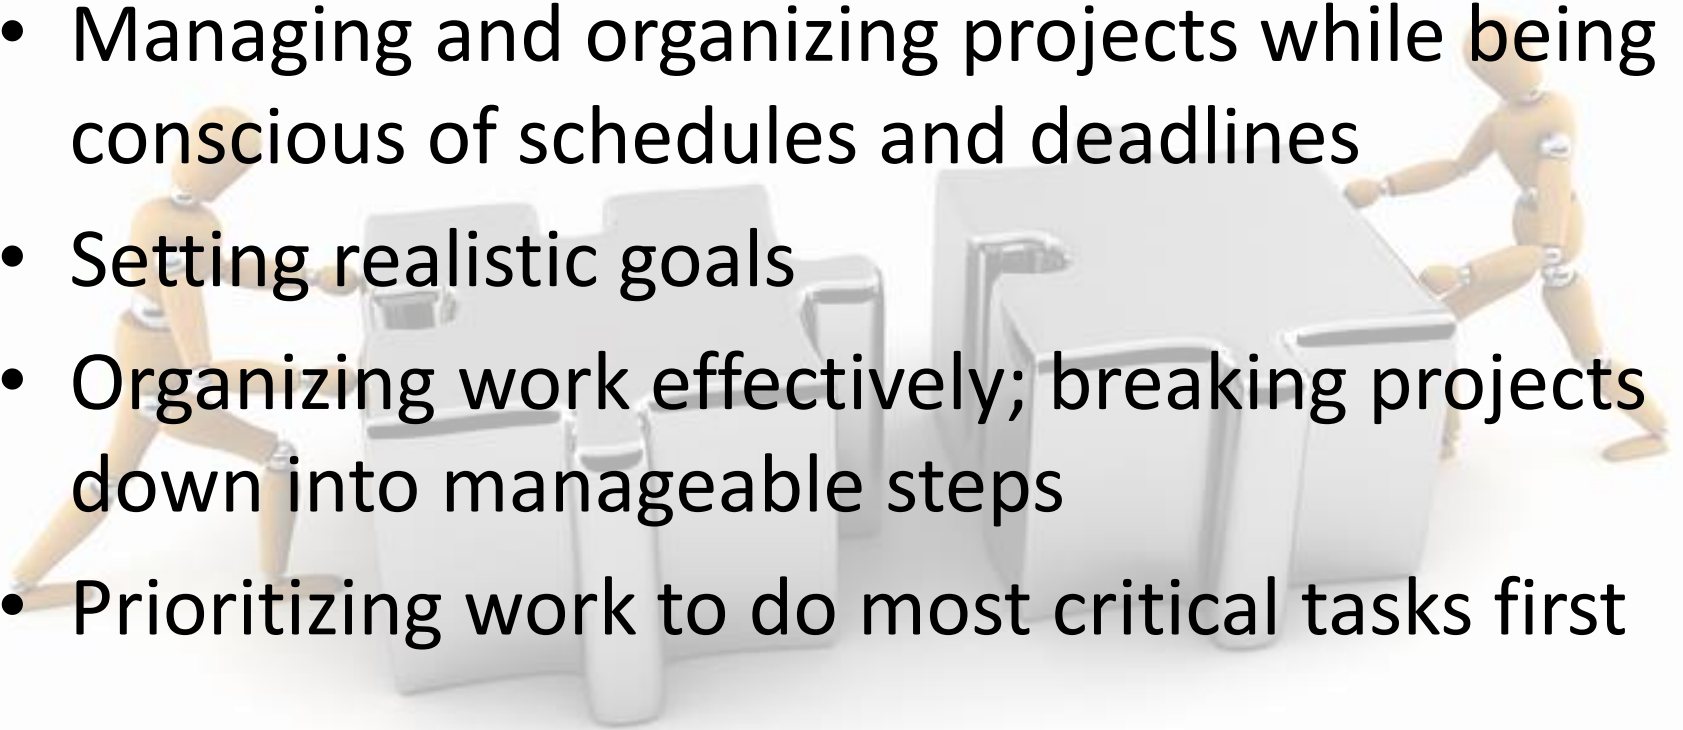 • Managing and organizing projects while being
conscious of schedules and deadlines
• Setting realistic goals
• Organizing work effectively; breaking projects
down into manageable steps
• Prioritizing work to do most critical tasks first